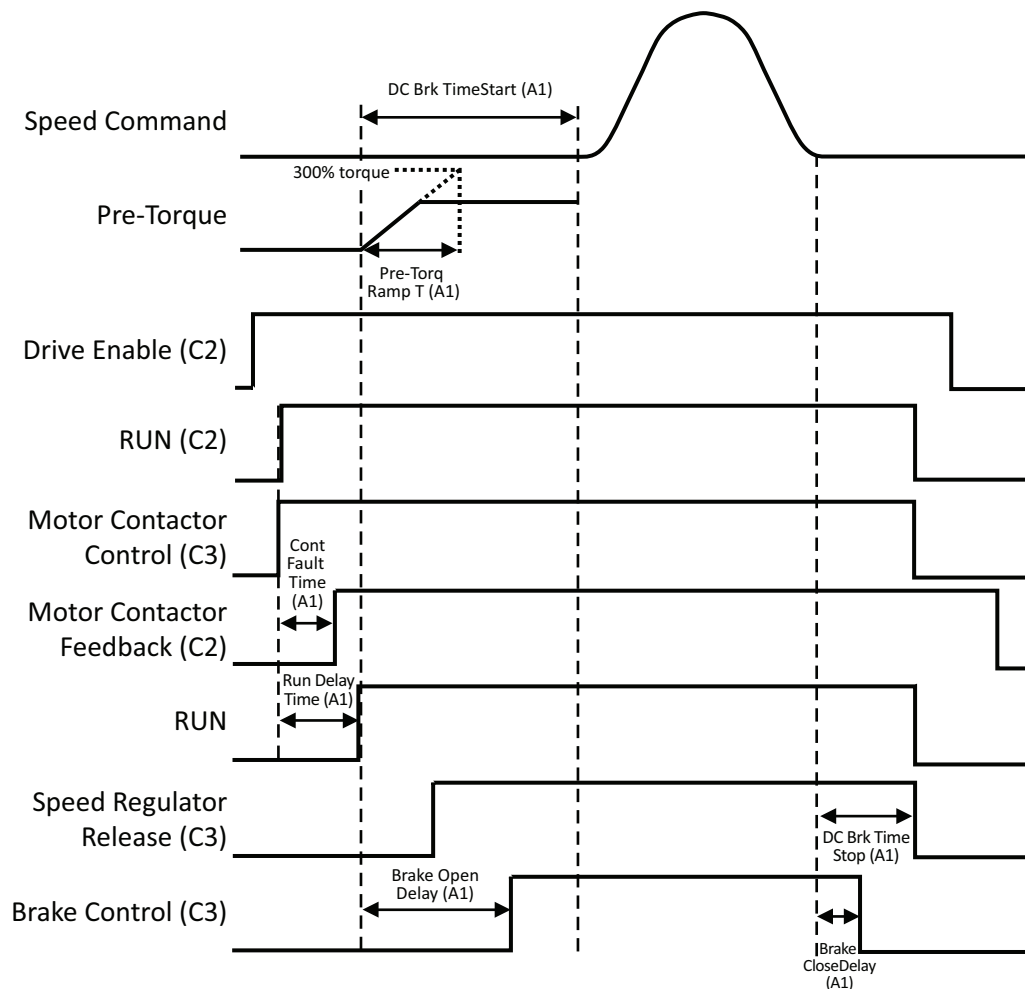 DC Brk TimeStart (A1)
Speed Command
300% torque
Pre-Torque
Pre-Torq
Ramp T (A1)
Drive Enable (C2)
RUN (C2)
Motor Contactor
Control (C3)
Cont
Fault
Time
(A1)
Motor Contactor
Feedback (C2)
Run Delay
Time (A1)
RUN
Speed Regulator
Release (C3)
DC Brk Time
Stop (A1)
Brake Open
Delay (A1)
Brake Control (C3)
Brake
CloseDelay
(A1)